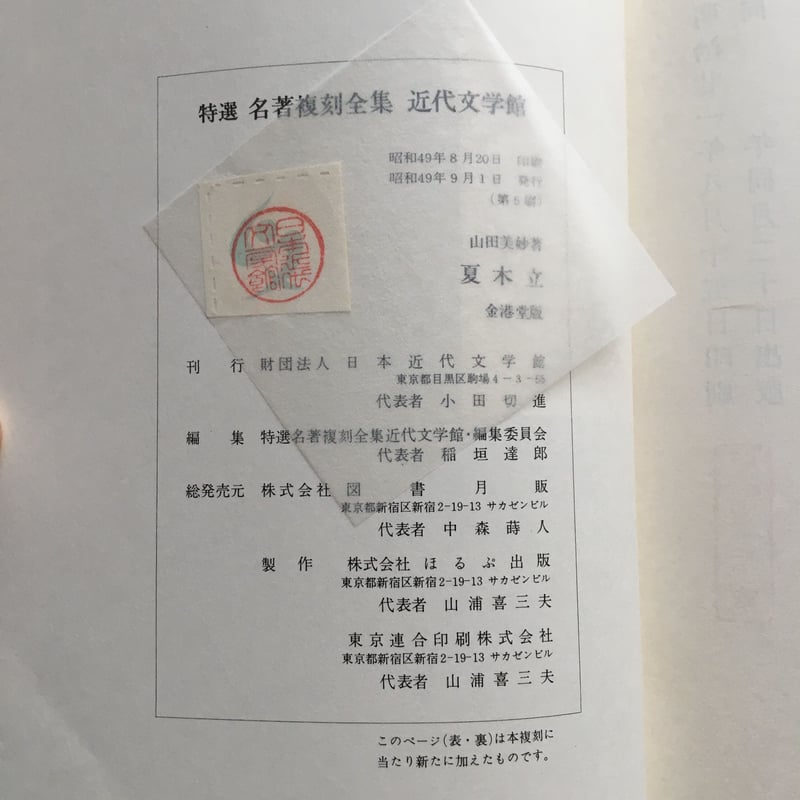 特選 名著複刻全集 近代文学館
昭和49年8月20日 印刷
昭和49年9月1日 発行
(第5刷)
山田美妙著
夏木立
金港堂版
刊行 財団法人 日本近代文学館
東京都目黒区駒場4-3-55
代表者 小田切進
編集 特選名著複刻全集近代文学館・編集委員会
代表者 稲垣達郎
総発売元 株式会社 図書月販
東京都新宿区新宿2-19-13 サカゼンビル
代表者 中森蒔人
製作 株式会社 ほるぷ出版
東京都新宿区新宿2-19-13 サカゼンビル
代表者 山浦喜三夫
東京連合印刷株式会社
東京都新宿区新宿2-19-13 サカゼンビル
代表者 山浦喜三夫
このページ(表・裏)は本複刻に
当たり新たに加えたものです。